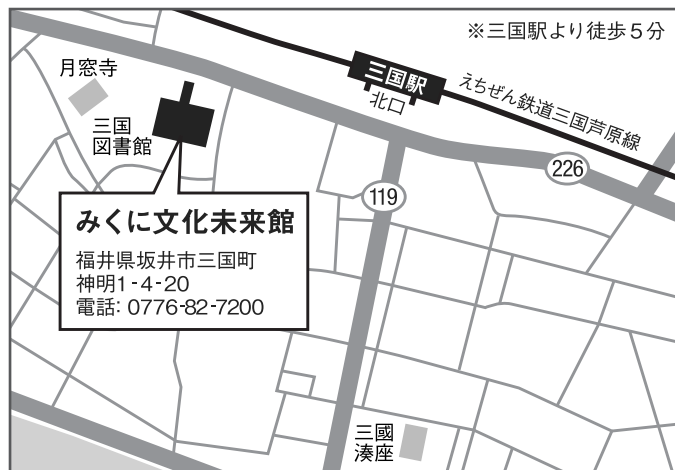 ※三国駅より徒歩5分
月窓寺
三国駅
北口
えちぜん鉄道三国芦原線
三国
図書館
226
119
みくに文化未来館
福井県坂井市三国町
神明1-4-20
電話: 0776-82-7200
三國
湊座